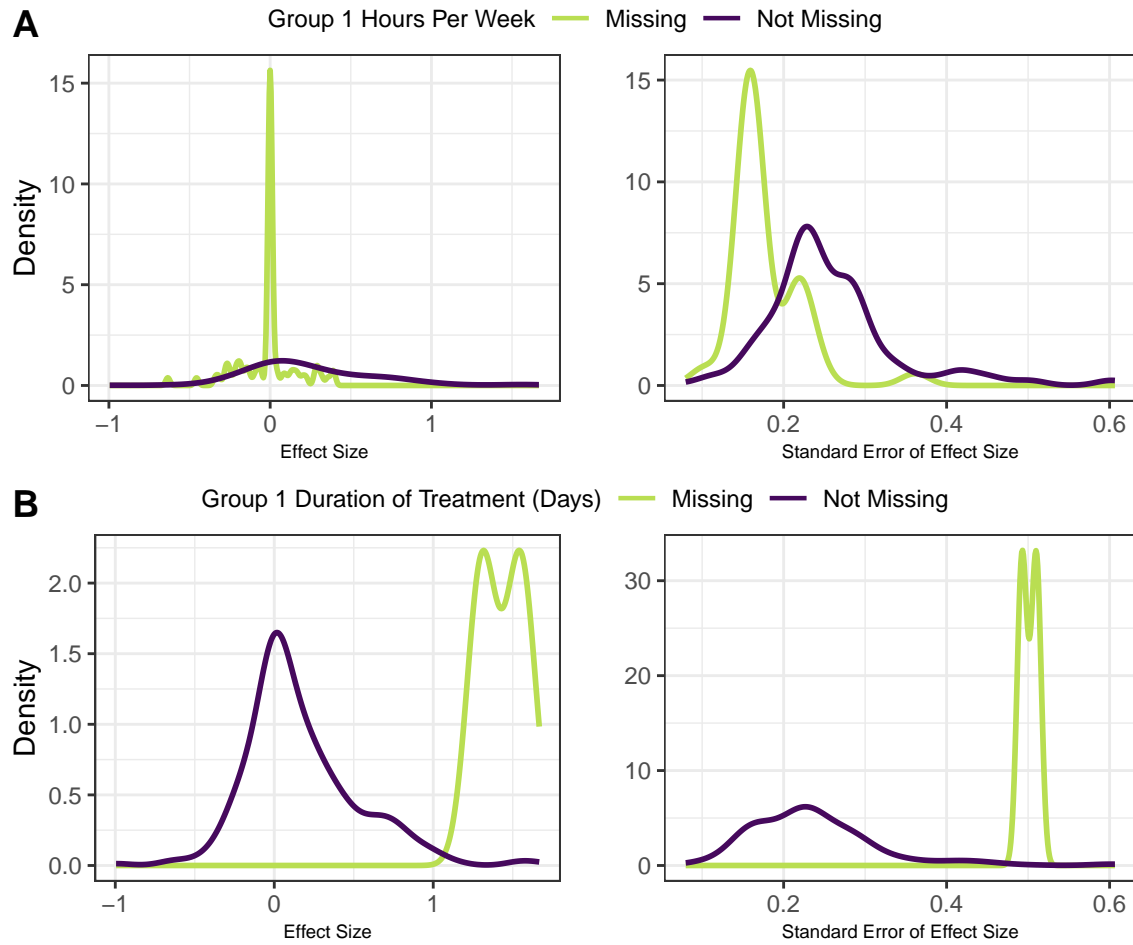 A
Group 1 Hours Per Week Missing Not Missing
Density
15
10
5
0
−1 0 1
Effect Size
15
10
5
0
0.2 0.4 0.6
Standard Error of Effect Size
B
Group 1 Duration of Treatment (Days) Missing Not Missing
Density
2.0
1.5
1.0
0.5
0.0
−1 0 1
Effect Size
30
20
10
0
0.2 0.4 0.6
Standard Error of Effect Size